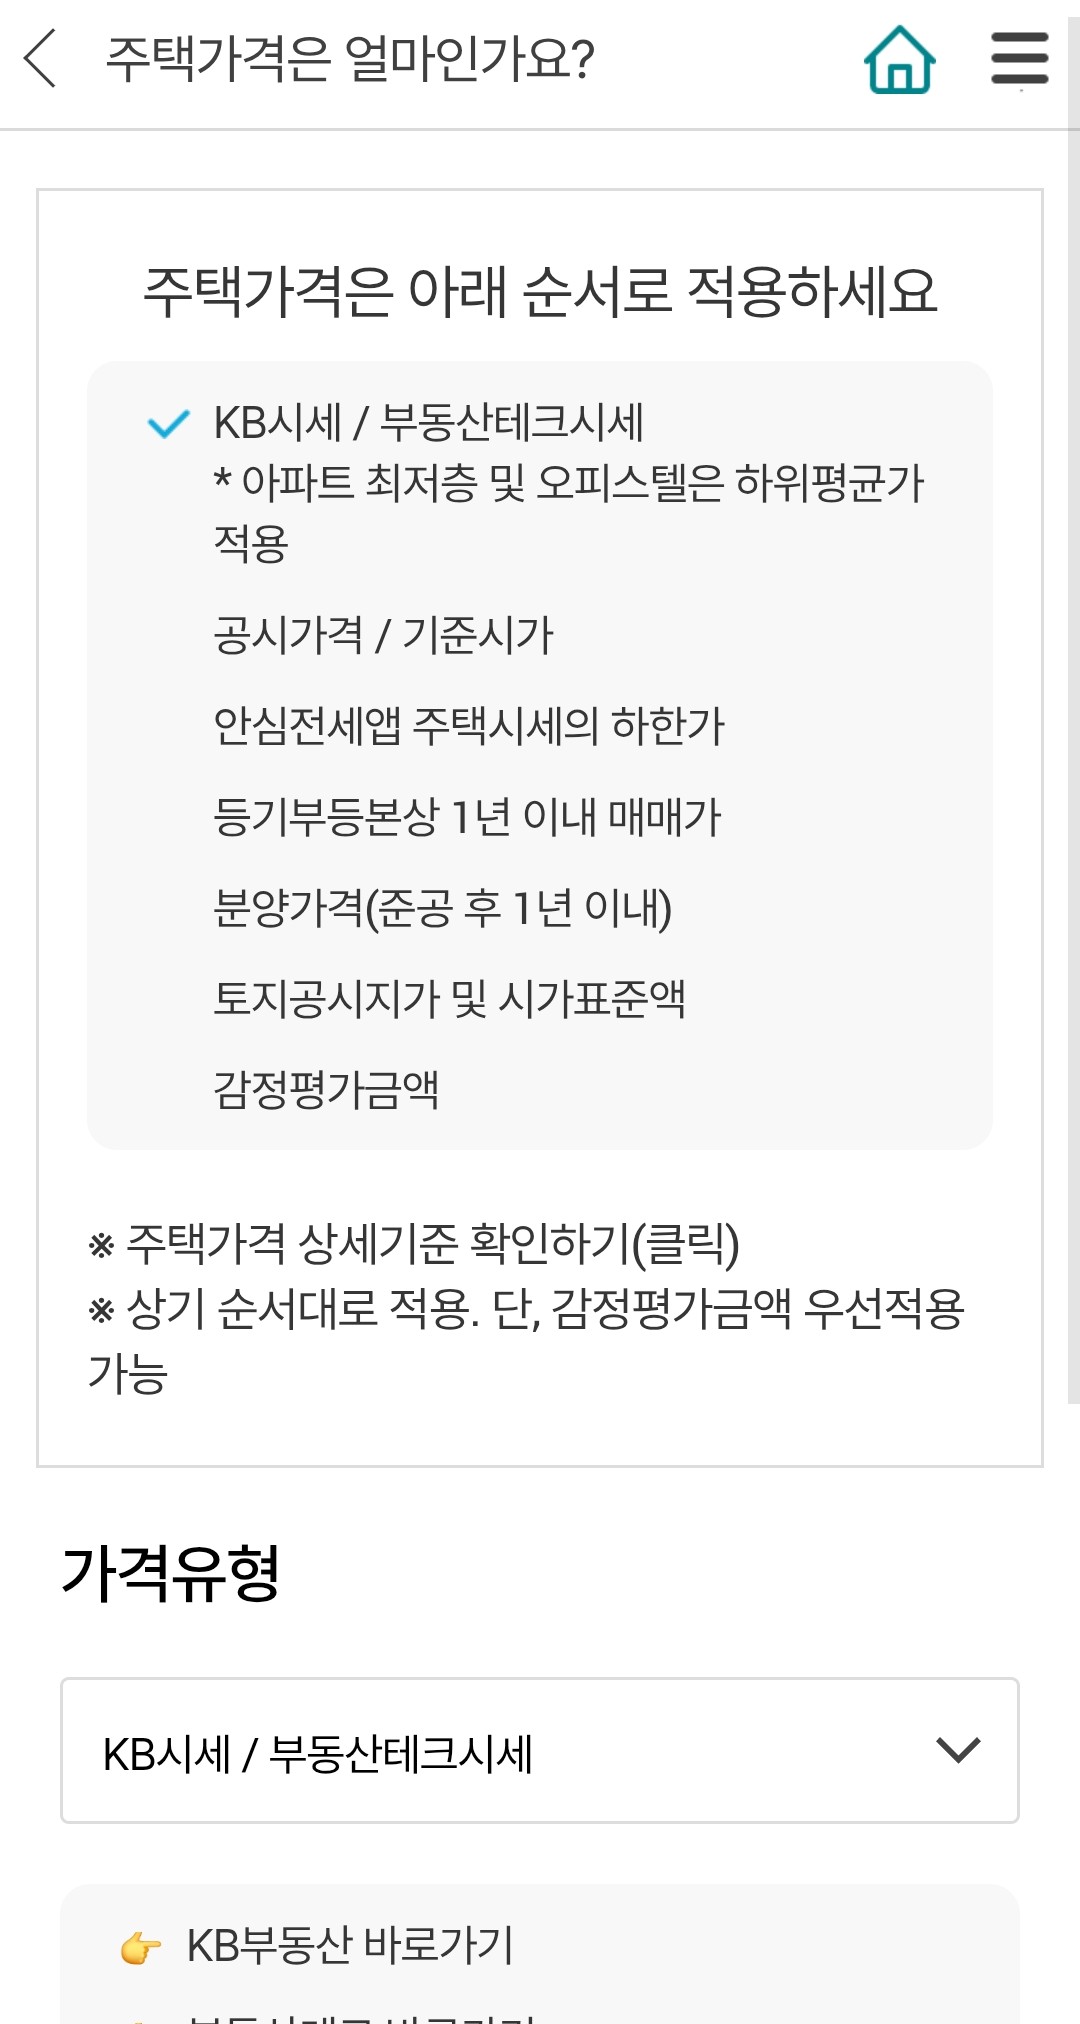 주택가격은 얼마인가요?
주택가격은 아래 순서로 적용하세요
KB시세 / 부동산테크시세
* 아파트 최저층 및 오피스텔은 하위평균가
적용
공시가격 / 기준시가
안심전세앱 주택시세의 하한가
등기부등본상 1년 이내 매매가
분양가격(준공 후 1년 이내)
토지공시지가 및 시가표준액
감정평가금액
※ 주택가격 상세기준 확인하기(클릭)
※ 상기 순서대로 적용. 단, 감정평가금액 우선적용
가능
가격유형
KB시세 / 부동산테크시세
KB부동산 바로가기